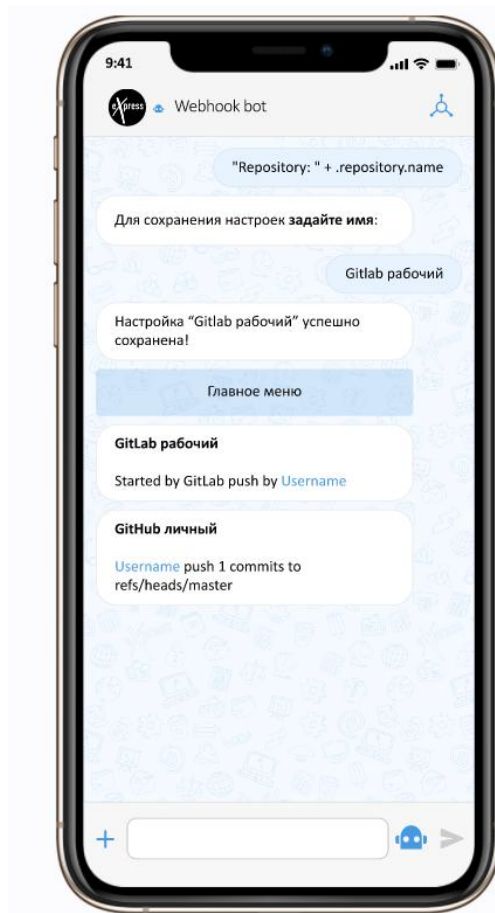 9:41
eXpress
Webhook bot
"Repository: " + .repository.name
Для сохранения настроек задайте имя:
Gitlab рабочий
Настройка “Gitlab рабочий” успешно
сохранена!
Главное меню
GitLab рабочий
Started by GitLab push by Username
GitHub личный
Username push 1 commits to
refs/heads/master